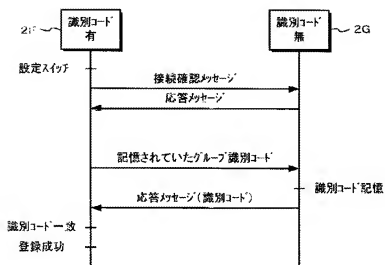 識別コード
有
2F
識別コード
無
2G
設定スイッチ
接続確認メッセージ
応答メッセージ
記憶されていたグループ識別コード
識別コード記憶
応答メッセージ(識別コード)
識別コード一致
登録成功